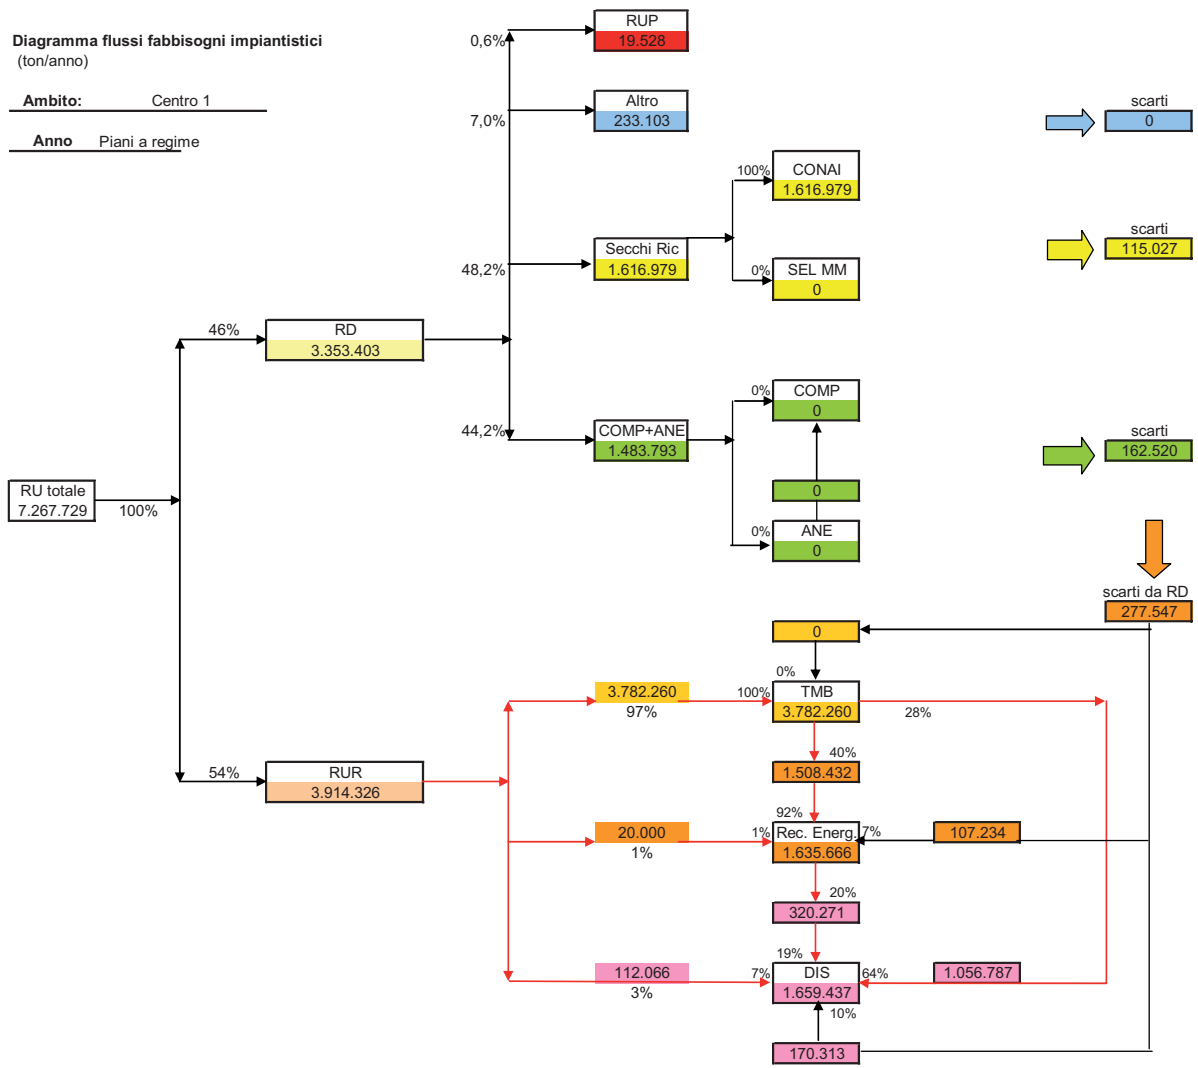 Diagramma flussi fabbisogni impiantistici
(ton/anno)
Ambito: Centro 1
Anno Piani a regime
RUP
0,6%
19.528
Altro
7,0%
233.103
scarti
0
CONAI
100%
1.616.979
Secchi Ric
48,2%
1.616.979
SEL MM
0%
0
scarti
115.027
RD
46%
3.353.403
COMP
0%
0
COMP+ANE
44,2%
1.483.793
scarti
162.520
0
ANE
0%
0
RU totale
7.267.729
100%
scarti da RD
277.547
0
0%
3.782.260
97%
100%
TMB
3.782.260
28%
40%
1.508.432
RUR
54%
3.914.326
92%
20.000
1%
1%
Rec. Energ.
7%
1.635.666
107.234
20%
320.271
19%
112.066
3%
7%
DIS
64%
1.659.437
1.056.787
10%
170.313